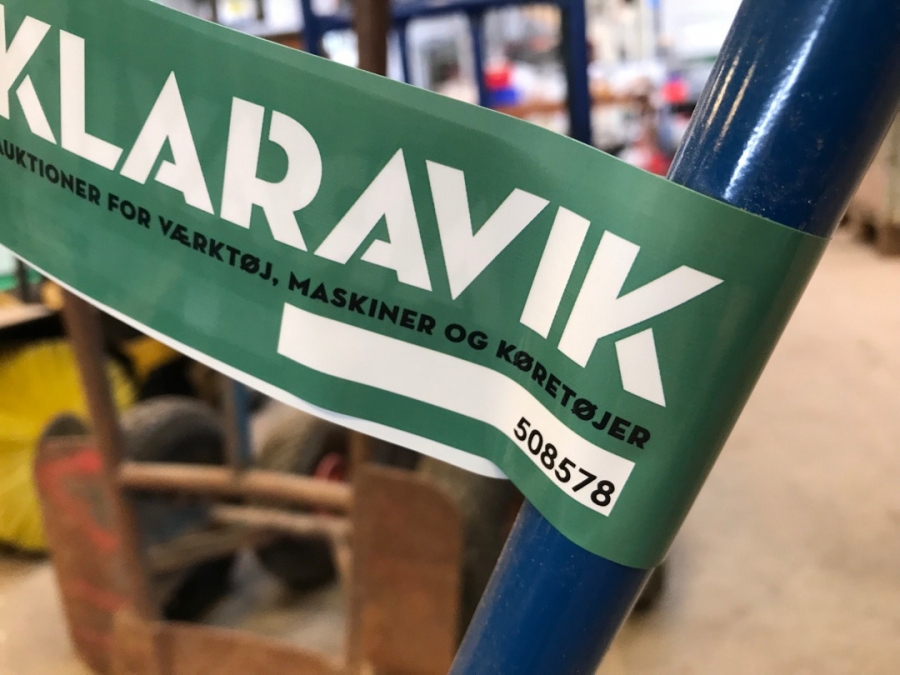 KLARAVIK
AUKTIONER FOR VÆRKTØJ, MASKINER OG KØRETØJER
508578